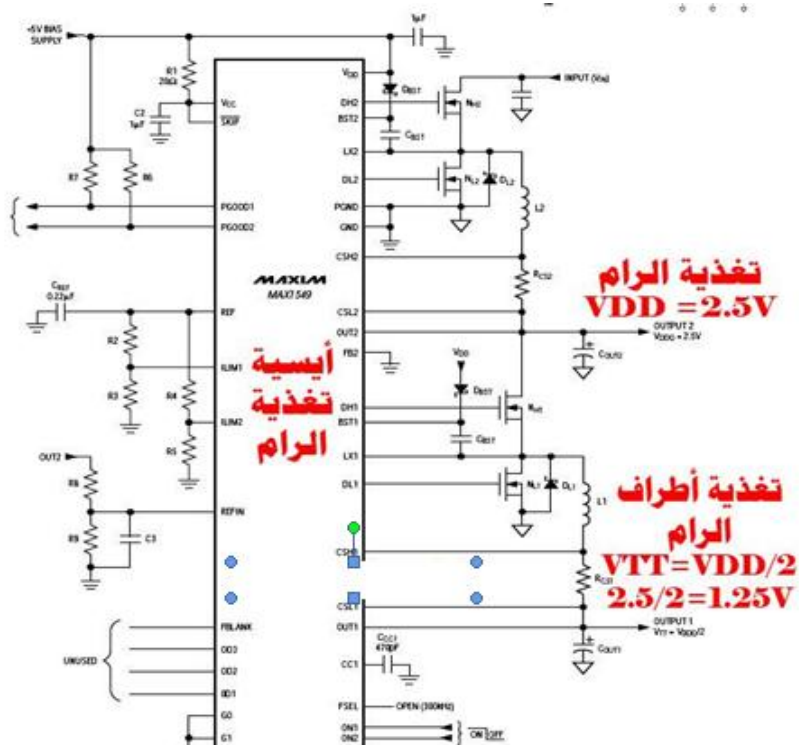 +5V BIAS
SUPPLY
1µF
R1
20Ω
C2
1µF
VCC
SKIP
VDD
DBST
DH2
BST2
CBST
NH2
INPUT (VIN)
LX2
DL2
NL2
DL2
L2
R7
R6
PGOOD1
PGOOD2
PGND
GND
CSH2
RCS2
MAXIM
MAX1549
تغذية الرام
VDD =2.5V
CREF
0.22µF
REF
CSL2
OUT2
OUTPUT 2
VDDQ = 2.5V
COUT2
FB2
R2
ILIM1
R3
R4
ILIM2
R5
أيسية
تغذية
الرام
VDD
DBST
DH1
BST1
CBST
NH1
LX1
DL1
NL1
DL1
L1
OUT2
R8
R9
C3
REFIN
تغذية أطراف
الرام
VTT=VDD/2
2.5/2=1.25V
CSH1
RCS1
CSL1
OUT1
OUTPUT 1
VTT = VDDQ/2
COUT1
UNUSED
FBLANK
OD3
OD2
OD1
CCC1
470pF
CC1
G0
G1
FSEL
OPEN (300kHz)
ON1
ON2
ON
OFF